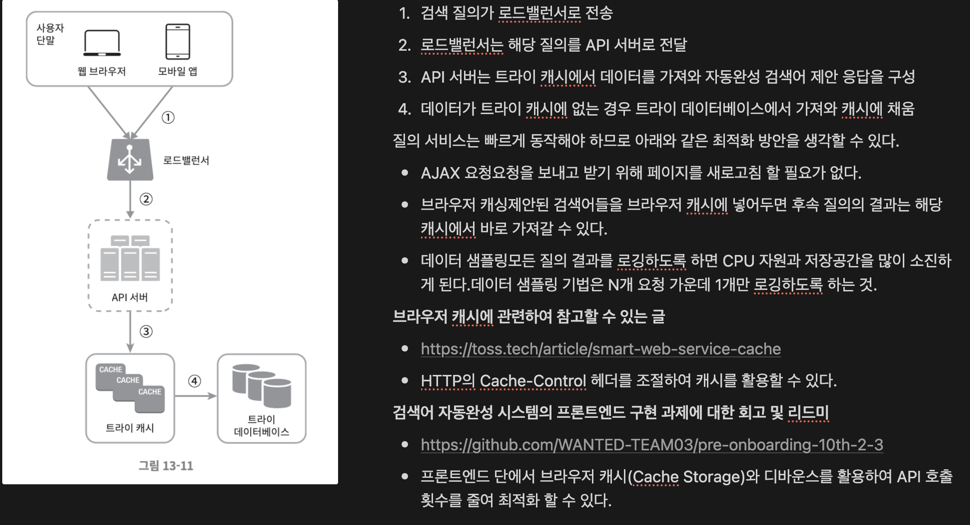 사용자
단말
웹 브라우저
모바일 앱
①
로드밸런서
②
API 서버
③
CACHE
CACHE
CACHE
트라이 캐시
④
트라이
데이터베이스
그림 13-11
1. 검색 질의가 로드밸런서로 전송
2. 로드밸런서는 해당 질의를 API 서버로 전달
3. API 서버는 트라이 캐시에서 데이터를 가져와 자동완성 검색어 제안 응답을 구성
4. 데이터가 트라이 캐시에 없는 경우 트라이 데이터베이스에서 가져와 캐시에 채움
질의 서비스는 빠르게 동작해야 하므로 아래와 같은 최적화 방안을 생각할 수 있다.
• AJAX 요청요청을 보내고 받기 위해 페이지를 새로고침 할 필요가 없다.
• 브라우저 캐싱제안된 검색어들을 브라우저 캐시에 넣어두면 후속 질의의 결과는 해당
캐시에서 바로 가져갈 수 있다.
• 데이터 샘플링모든 질의 결과를 로깅하도록 하면 CPU 자원과 저장공간을 많이 소진하
게 된다.데이터 샘플링 기법은 N개 요청 가운데 1개만 로깅하도록 하는 것.
브라우저 캐시에 관련하여 참고할 수 있는 글
• https://toss.tech/article/smart-web-service-cache
• HTTP의 Cache-Control 헤더를 조절하여 캐시를 활용할 수 있다.
검색어 자동완성 시스템의 프론트엔드 구현 과제에 대한 회고 및 리드미
• https://github.com/WANTED-TEAM03/pre-onboarding-10th-2-3
• 프론트엔드 단에서 브라우저 캐시(Cache Storage)와 디바운스를 활용하여 API 호출
횟수를 줄여 최적화 할 수 있다.